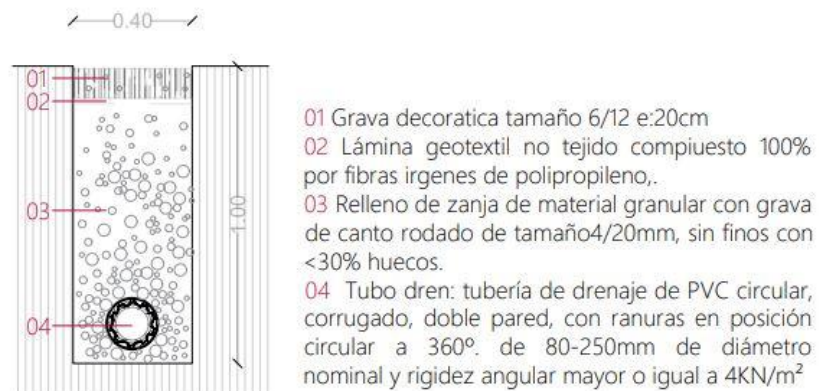 0.40
01
02
03
1.00
04
01 Grava decoratica tamaño 6/12 e:20cm
02 Lámina geotextil no tejido compiuesto 100%
por fibras irgenes de polipropileno,.
03 Relleno de zanja de material granular con grava
de canto rodado de tamaño4/20mm, sin finos con
<30% huecos.
04 Tubo dren: tubería de drenaje de PVC circular,
corrugado, doble pared, con ranuras en posición
circular a 360º. de 80-250mm de diámetro
nominal y rigidez angular mayor o igual a 4KN/m²